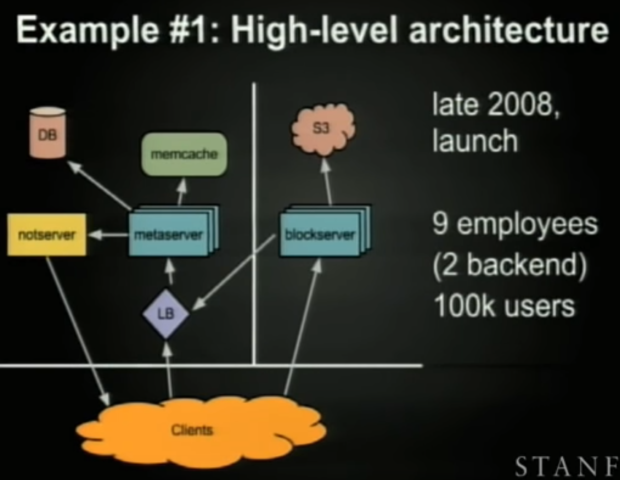 Example #1: High-level architecture
DB
memcache
S3
late 2008,
launch
notserver
metaserver
blockserver
9 employees
(2 backend)
100k users
LB
Clients
STANF